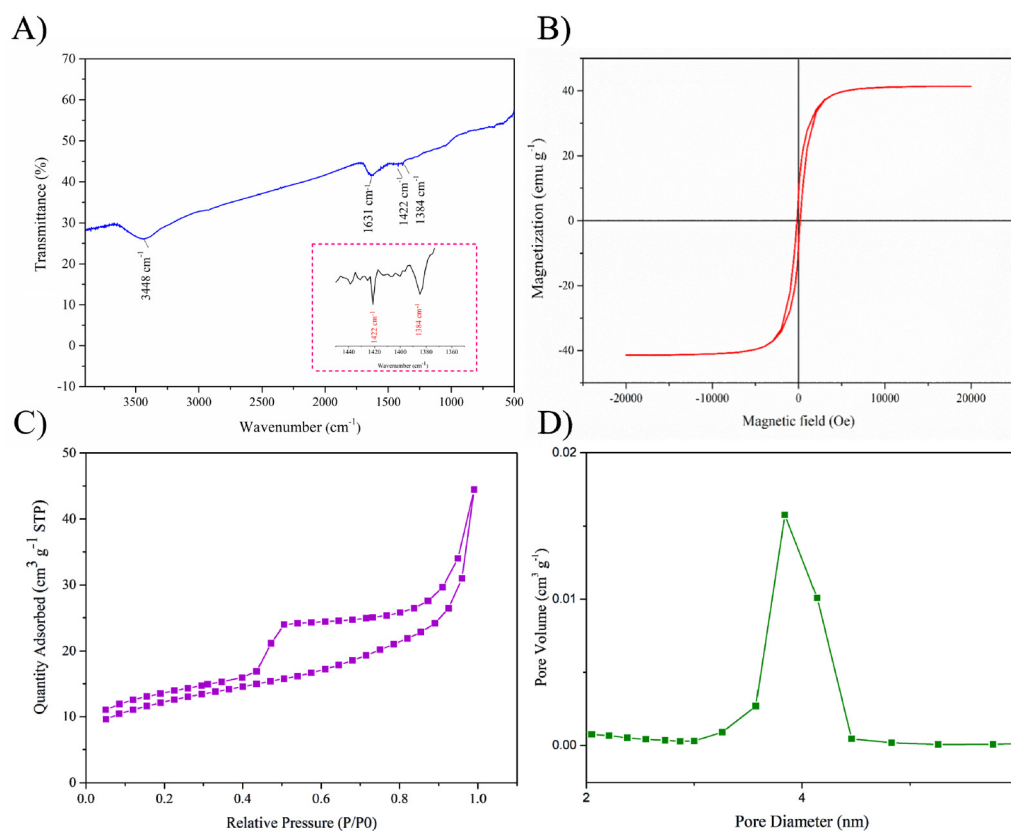 A)
70
60
50
40
30
20
10
0
-10
Transmittance (%)
3448 cm-1
1631 cm-1
1422 cm-1
1384 cm-1
1422 cm-1
1384 cm-1
1440 1420 1400 1380 1360
Wavenumber (cm-1)
3500 3000 2500 2000 1500 1000 500
Wavenumber (cm-1)
B)
40
20
0
-20
-40
Magnetization (emu g-1)
-20000 -10000 0 10000 20000
Magnetic field (Oe)
C)
50
40
30
20
10
0
Quantity Adsorbed (cm3 g-1 STP)
0.0 0.2 0.4 0.6 0.8 1.0
Relative Pressure (P/P0)
D)
0.02
0.01
0.00
Pore Volume (cm3 g-1)
2 4
Pore Diameter (nm)